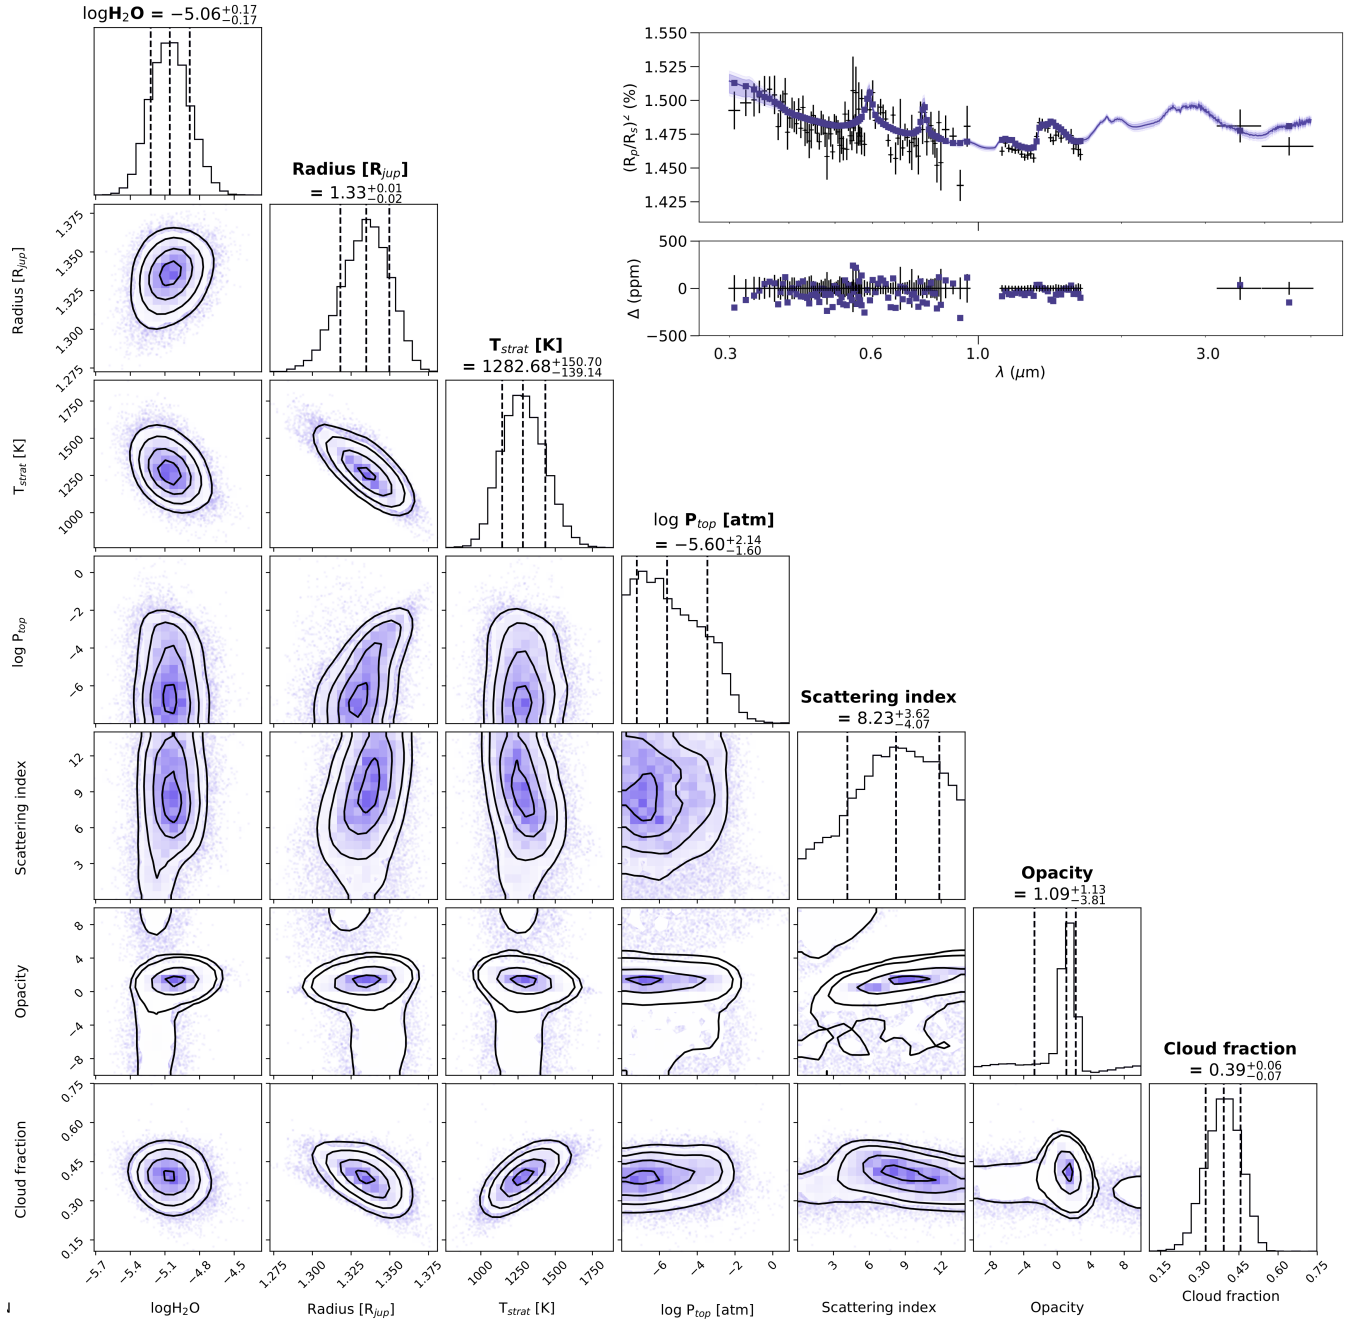 logH₂O = −5.06+0.17−0.17
1.550
1.525
1.500
1.475
1.450
1.425
(Rp/Rs)² (%)
Radius [Rjup]
= 1.33+0.01−0.02
500
0
−500
Δ (ppm)
0.3 0.6 1.0 3.0
λ (μm)
1.375
1.350
1.325
1.300
1.275
Radius [Rjup]
Tstrat [K]
= 1282.68+150.70−139.14
1750
1500
1250
1000
Tstrat [K]
log Ptop [atm]
= −5.60+2.14−1.60
0
−2
−4
−6
log Ptop
Scattering index
= 8.23+3.62−4.07
12
9
6
3
Scattering index
Opacity
= 1.09+1.13−3.81
8
4
0
−4
−8
Opacity
Cloud fraction
= 0.39+0.06−0.07
0.75
0.60
0.45
0.30
0.15
Cloud fraction
−5.7 −5.4 −5.1 −4.8 −4.5 1.275 1.300 1.325 1.350 1.375 1000 1250 1500 1750 −6 −4 −2 0 3 6 9 12 −8 −4 0 4 8 0.15 0.30 0.45 0.60 0.75
logH₂O Radius [Rjup] Tstrat [K] log Ptop [atm] Scattering index Opacity Cloud fraction